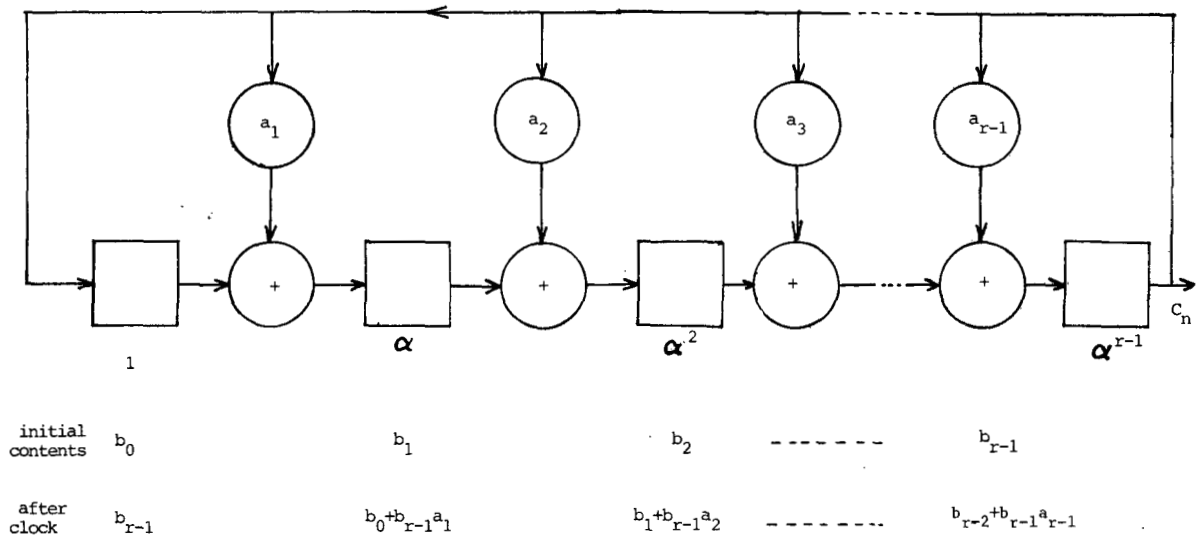 a₁ a₂ a₃ aᵣ₋₁
+ + + +
Cₙ
1 α α² αʳ⁻¹
initial contents b₀ b₁ b₂ bᵣ₋₁
after clock bᵣ₋₁ b₀+bᵣ₋₁a₁ b₁+bᵣ₋₁a₂ bᵣ₋₂+bᵣ₋₁aᵣ₋₁